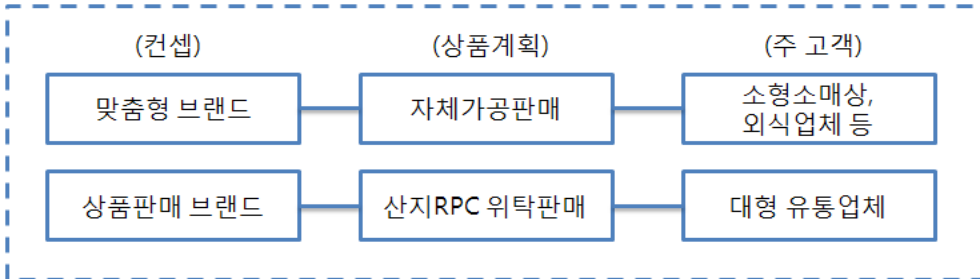 (컨셉)
(상품계획)
(주 고객)
맞춤형 브랜드
자체가공판매
소형소매상,
외식업체 등
상품판매 브랜드
산지RPC 위탁판매
대형 유통업체